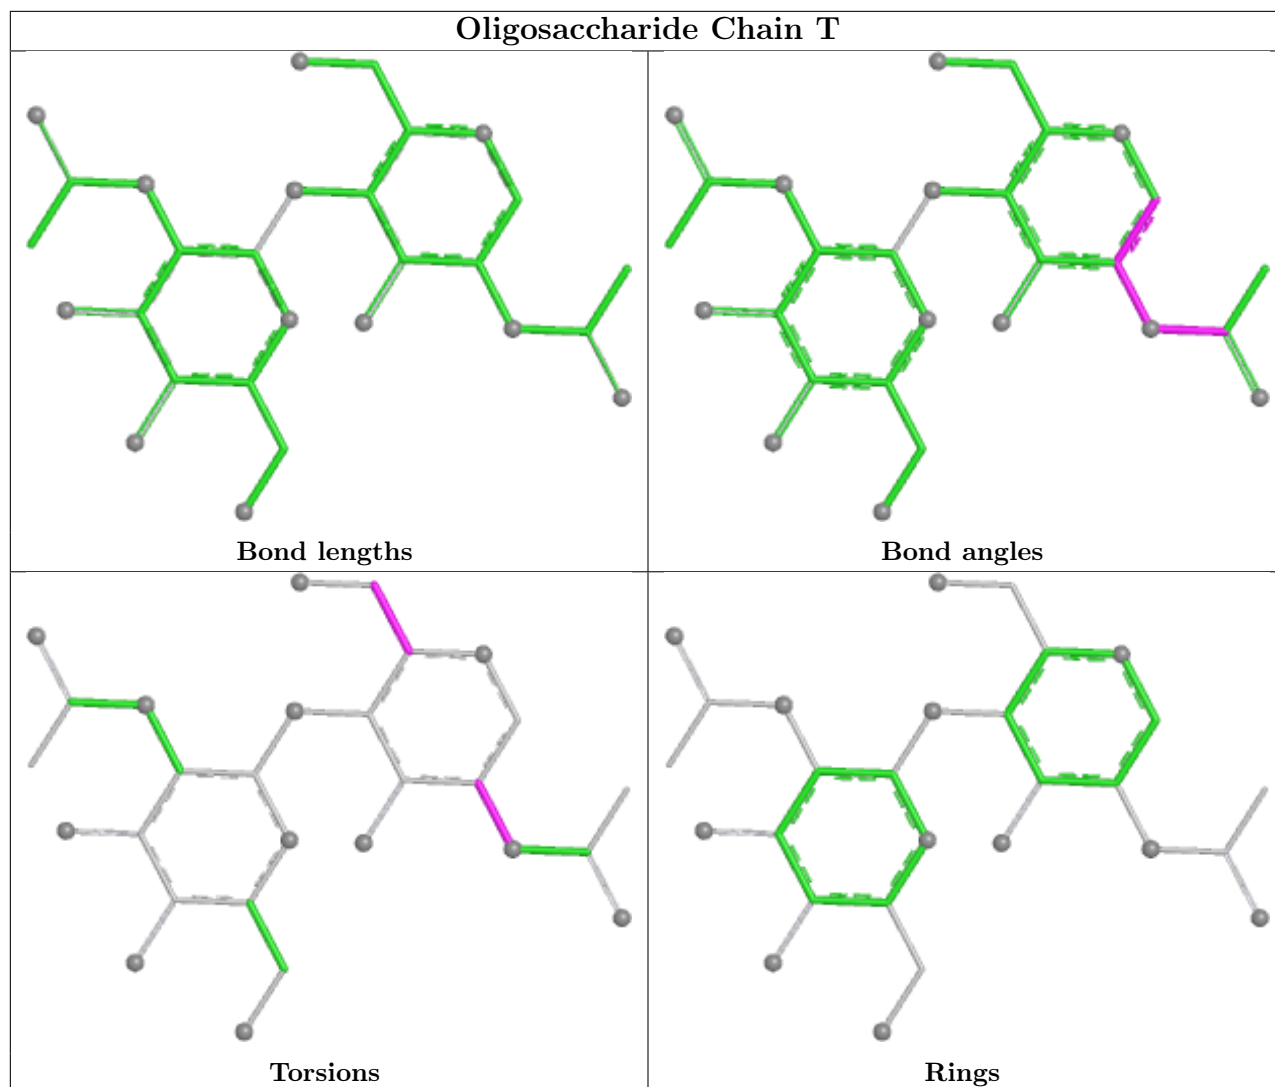 Oligosaccharide Chain T
Bond lengths
Bond angles
Torsions
Rings